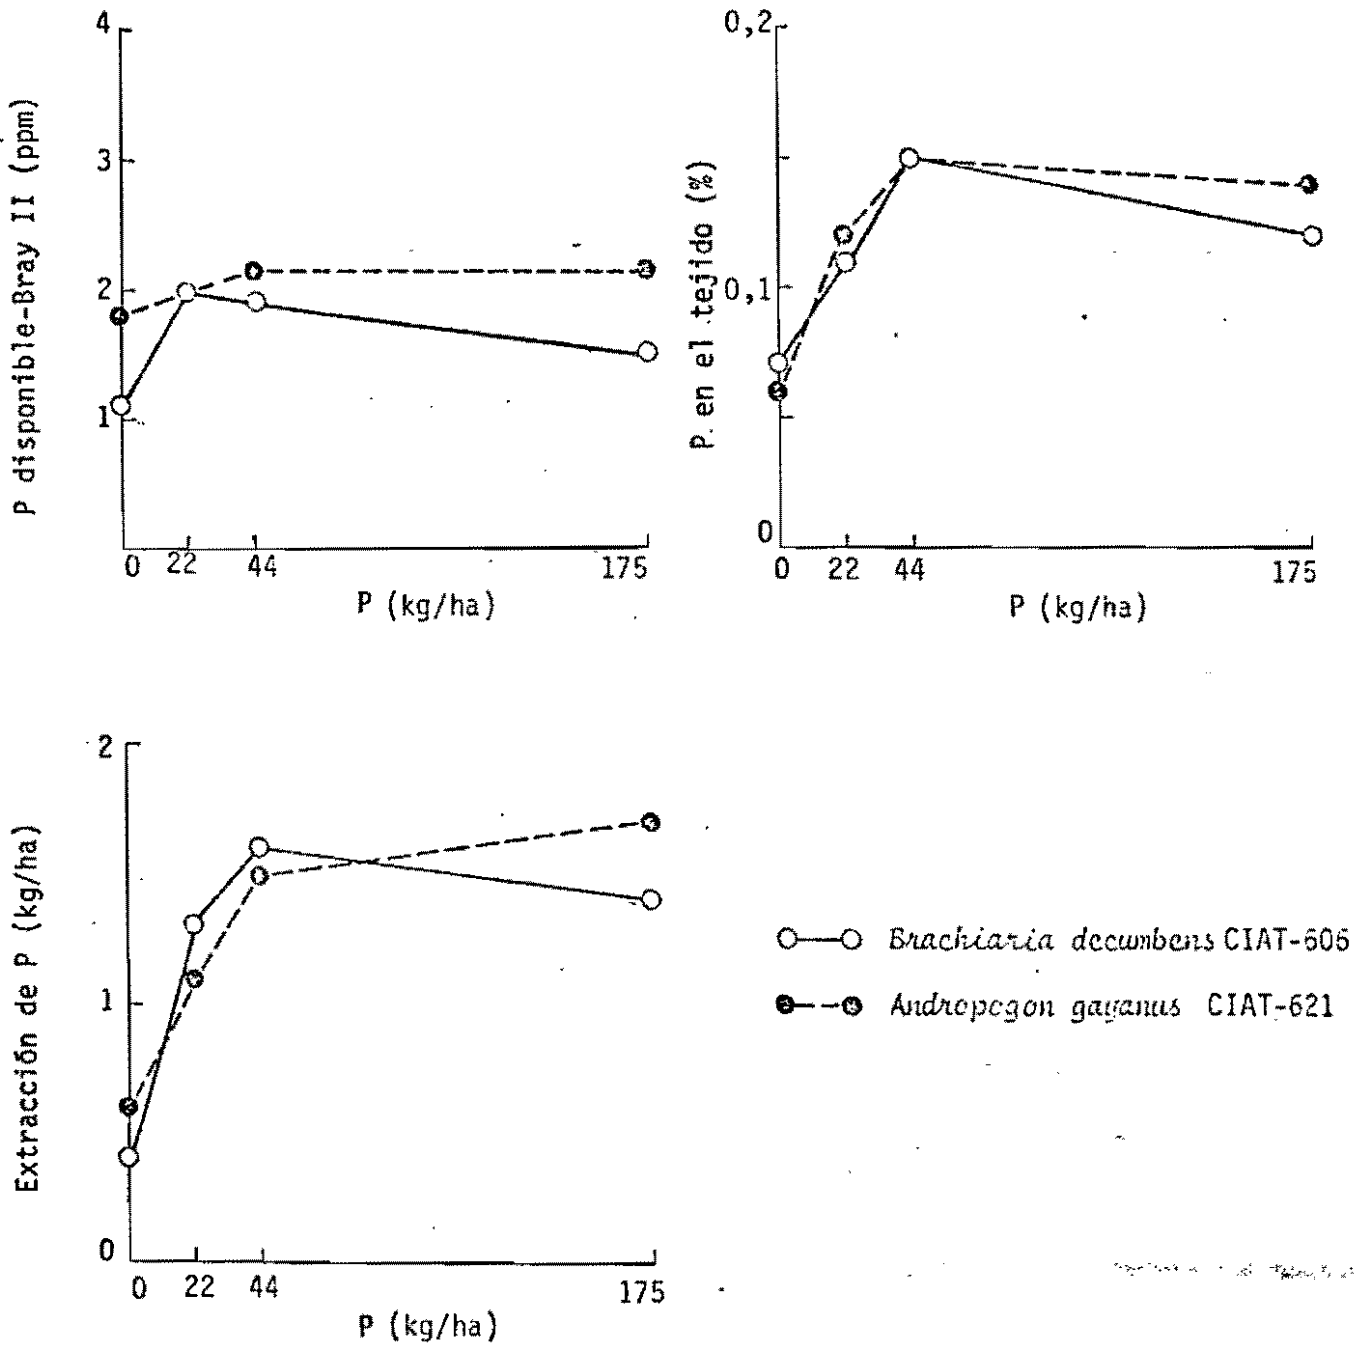 4
3
2
1
P disponible-Bray II (ppm)
0 22 44 175
P (kg/ha)
0,2
0,1
0
P en el tejido (%)
0 22 44 175
P (kg/ha)
2
1
0
Extracción de P (kg/ha)
0 22 44 175
P (kg/ha)
Brachiaria decumbens CIAT-606
Andropogon gayanus CIAT-621